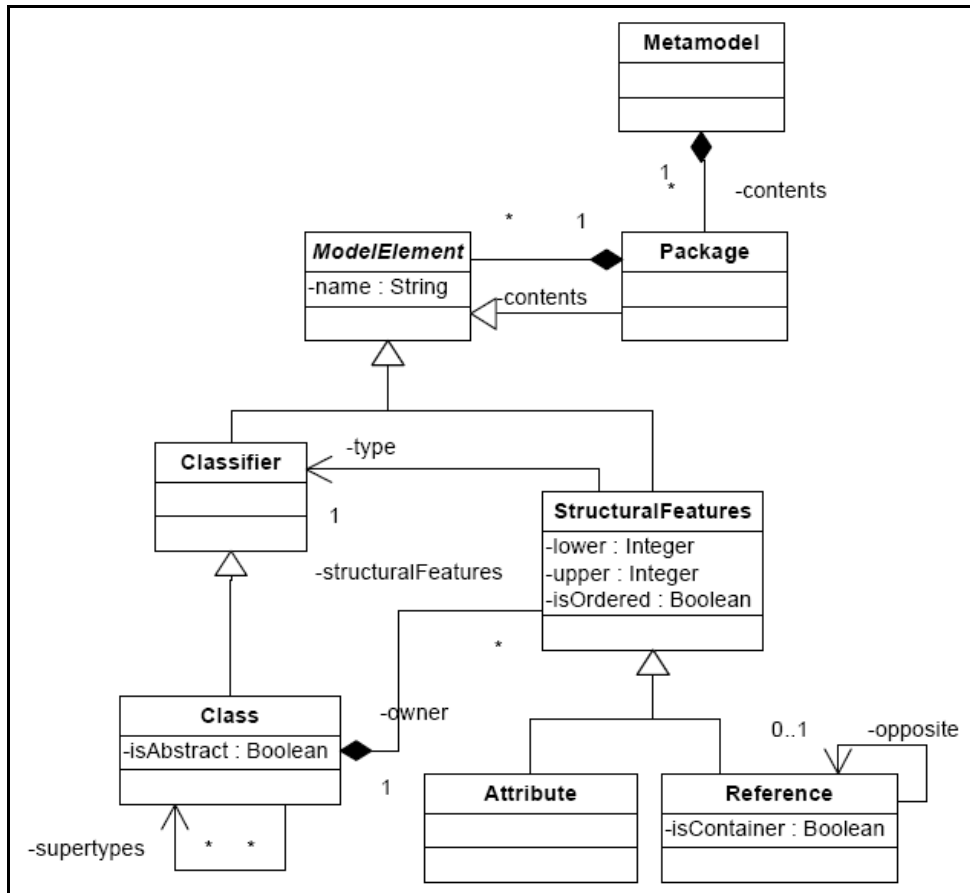 Metamodel
1
*
-contents
*
1
ModelElement
Package
-name : String
-contents
-type
Classifier
1
StructuralFeatures
-lower : Integer
-upper : Integer
-isOrdered : Boolean
-structuralFeatures
*
Class
-owner
-isAbstract : Boolean
1
0..1
-opposite
Attribute
Reference
-isContainer : Boolean
-supertypes
*
*